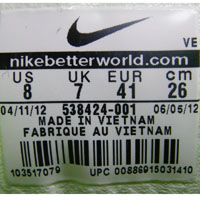 VE
nikebetterworld.com
US UK EUR cm
8 7 41 26
04/11/12 538424-001 06/06/12
MADE IN VIETNAM
FABRIQUE AU VIETNAM
103517079 UPC 00886915031410